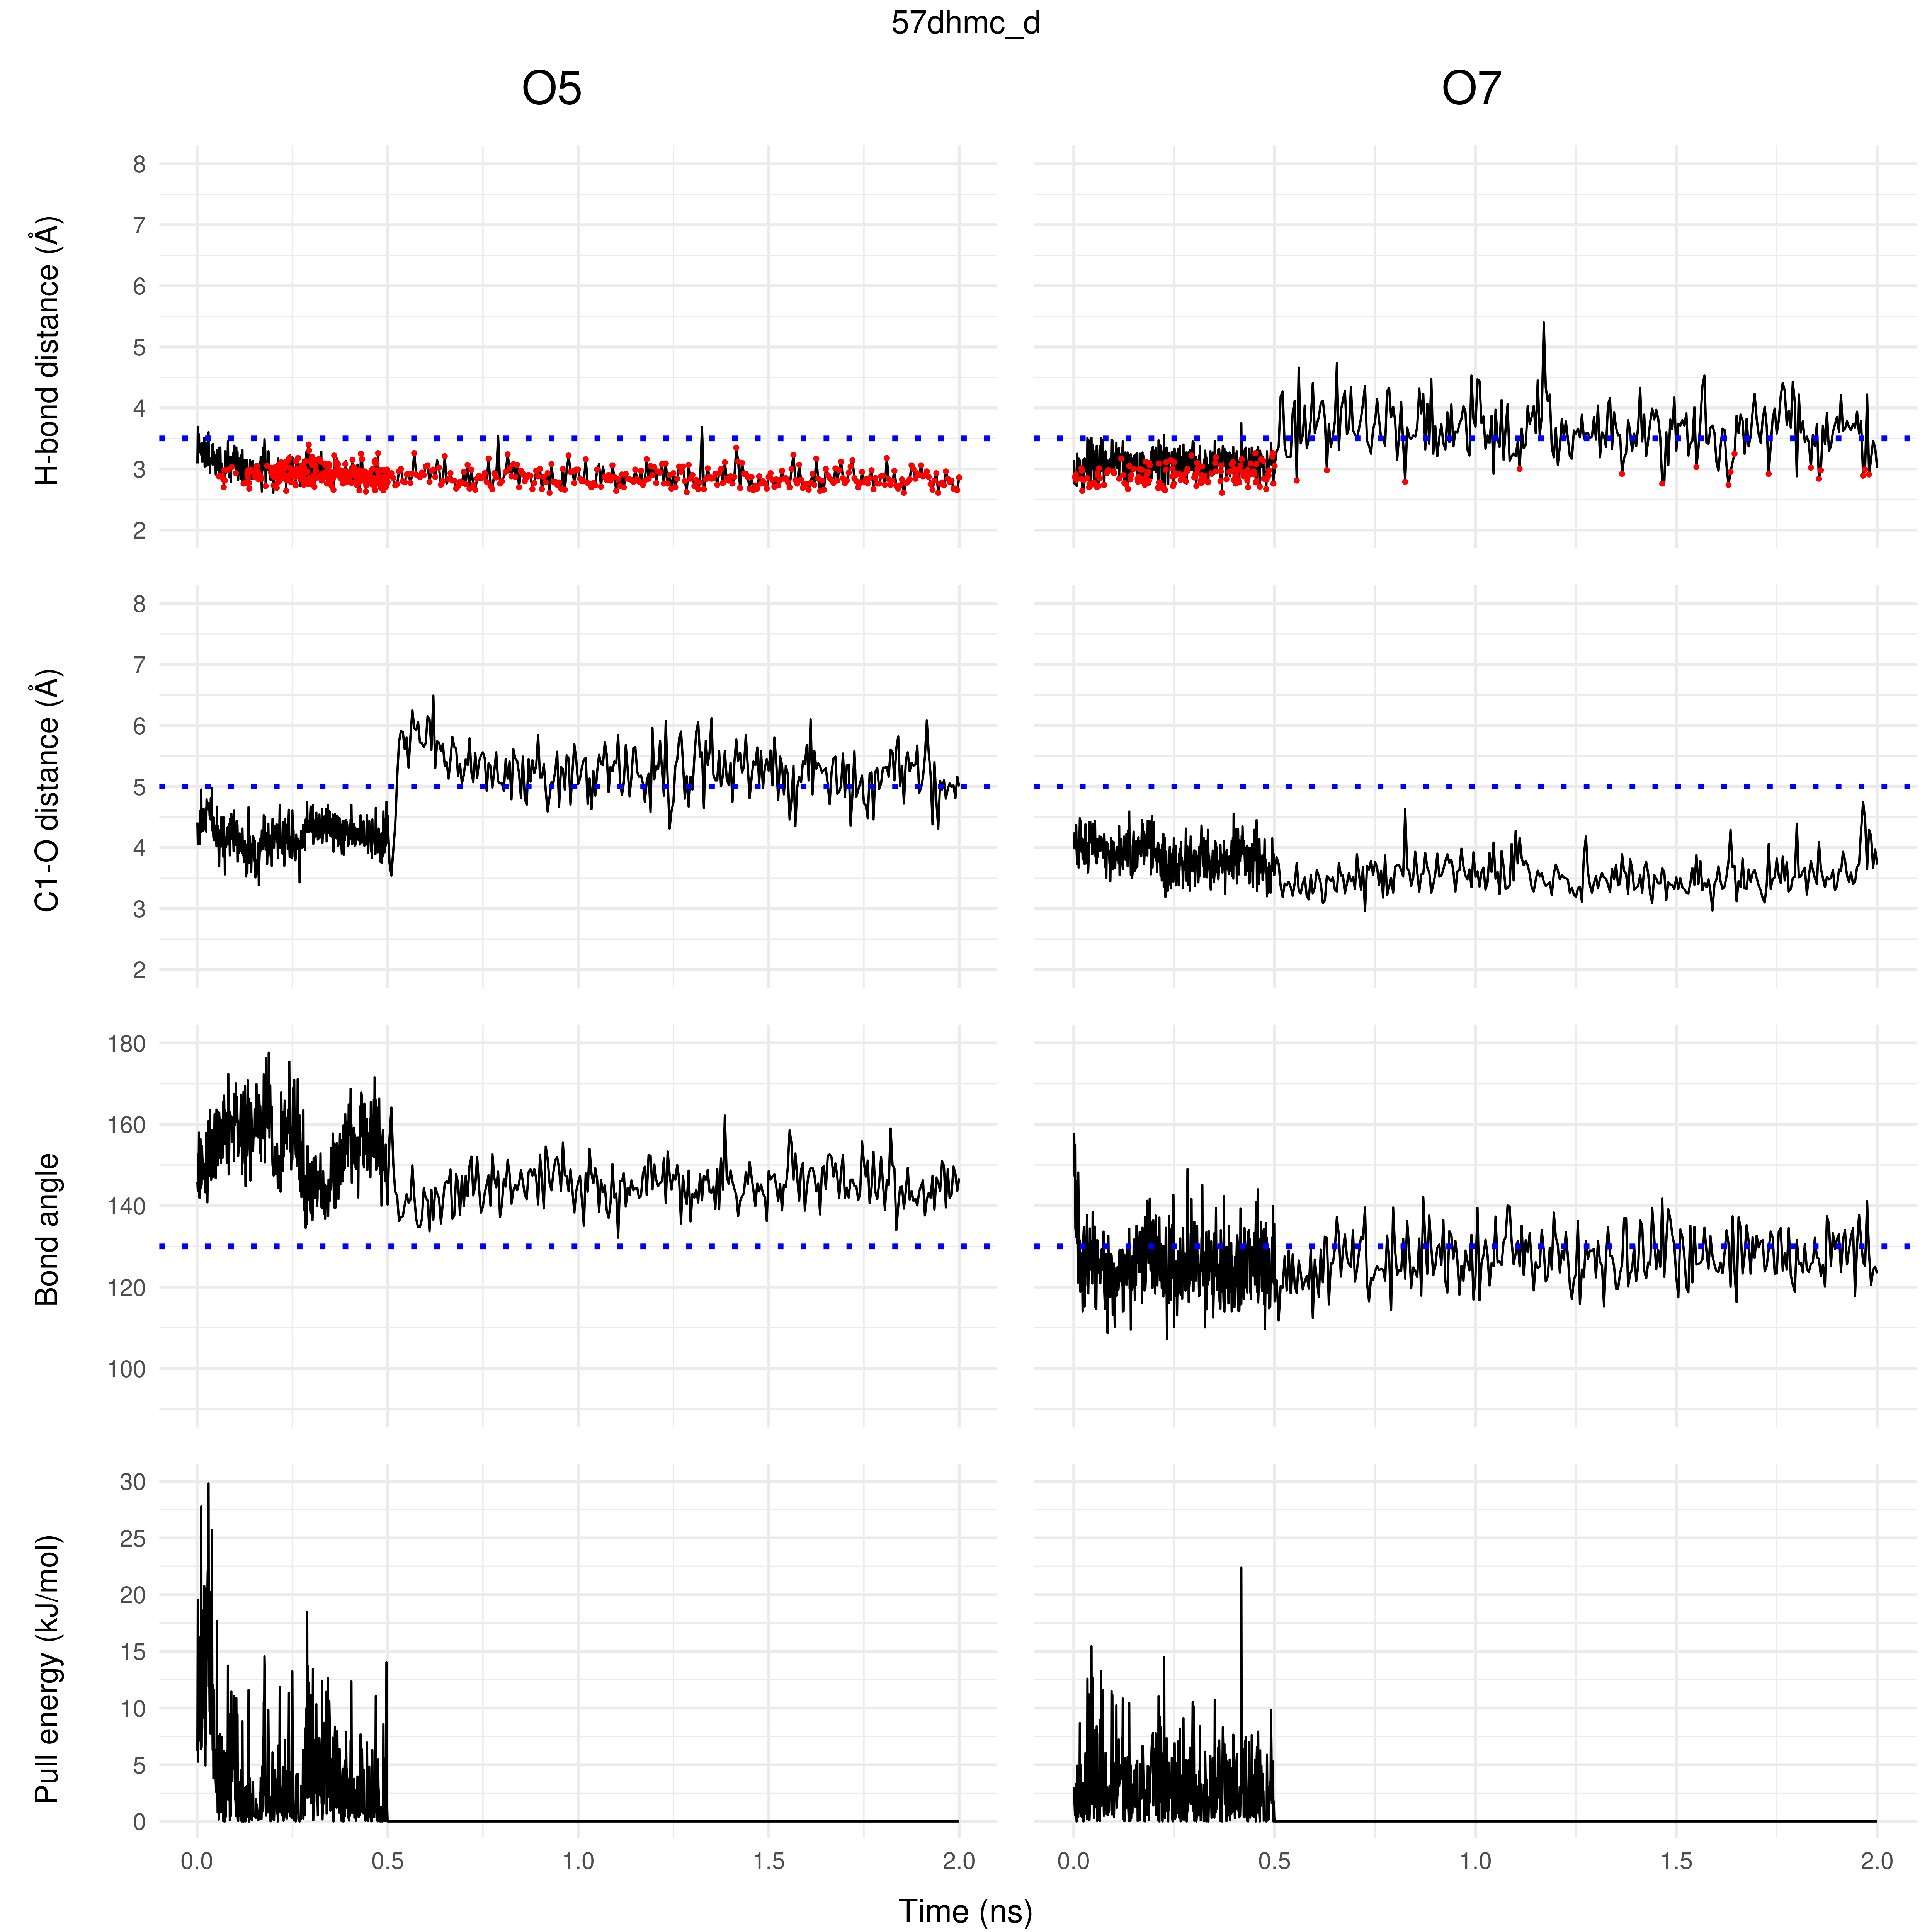 57dhmc_d
O5
O7
H-bond distance (Å)
8
7
6
5
4
3
2
C1-O distance (Å)
8
7
6
5
4
3
2
Bond angle
180
160
140
120
100
Pull energy (kJ/mol)
30
25
20
15
10
5
0
0.0 0.5 1.0 1.5 2.0
0.0 0.5 1.0 1.5 2.0
Time (ns)